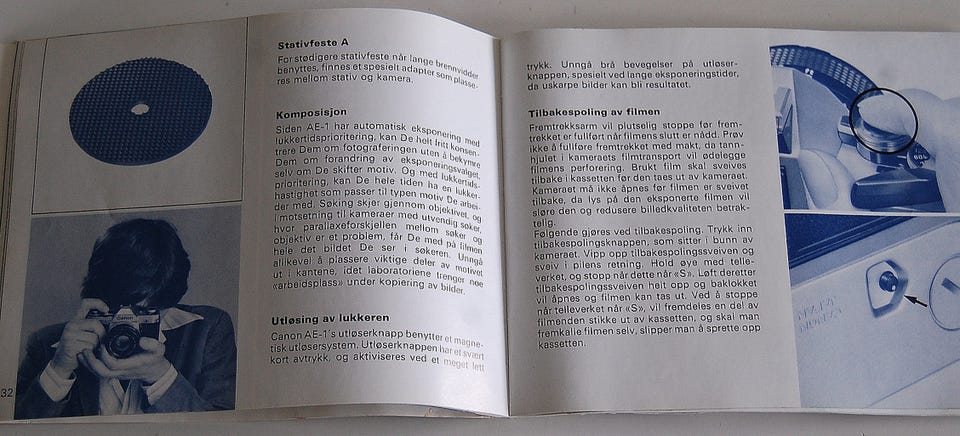 Stativfeste A
For stødigere stativfeste når lange brennvidder
benyttes, finnes et spesielt adapter som plasse-
res mellom stativ og kamera.
Komposisjon
Siden AE-1 har automatisk eksponering med
lukkertidsprioritering, kan De helt fritt konsen-
trere Dem om fotograferingen uten å bekymre
Dem om forandring av eksponeringsvalget,
selv om De skifter motiv. Og med lukkertids-
prioritering, kan De hele tiden ha en lukker-
hastighet som passer til typen motiv De arbei-
der med. Søking skjer gjennom objektivet, og
i motsetning til kameraer med utvendig søker,
hvor parallaxeforskjellen mellom søker og
objektiv er et problem, får De med på filmen
hele det bildet De ser i søkeren. Unngå
allikevel å plassere viktige deler av motivet
ut i kantene, idet laboratoriene trenger noe
«arbeidsplass» under kopiering av bilder.
Utløsing av lukkeren
Canon AE-1's utløserknapp benytter et magne-
tisk utløsersystem. Utløserknappen har et svært
kort avtrykk, og aktiviseres ved et meget lett
32
Canon
trykk. Unngå brå bevegelser på utløser-
knappen, spesielt ved lange eksponeringstider,
da uskarpe bilder kan bli resultatet.
Tilbakespoling av filmen
Fremtrekksarm vil plutselig stoppe før frem-
trekket er fullført når filmens slutt er nådd. Prøv
ikke å fullføre fremtrekket med makt, da tann-
hjulet i kameraets filmtransport vil ødelegge
filmens perforering. Brukt film skal sveives
tilbake i kassetten før den taes ut av kameraet.
Kameraet må ikke åpnes før filmen er sveivet
tilbake, da lys på den eksponerte filmen vil
sløre den og redusere billedkvaliteten betrak-
telig.
Følgende gjøres ved tilbakespoling. Trykk inn
tilbakespolingsknappen, som sitter i bunn av
kameraet. Vipp opp tilbakespolingssveiven og
sveiv i pilens retning. Hold øye med telle-
verket, og stopp når dette når «S». Løft deretter
tilbakespolingssveiven helt opp og baklokket
vil åpnes og filmen kan tas ut. Ved å stoppe
når telleverket når «S», vil fremdeles en del av
filmenden stikke ut av kassetten, og skal man
fremkalle filmen selv, slipper man å sprette opp
kassetten.